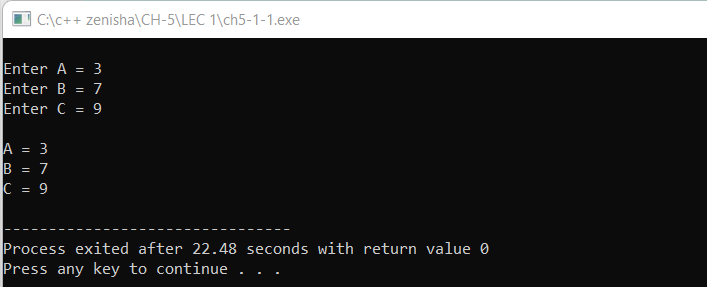 C:\c++ zenisha\CH-5\LEC 1\ch5-1-1.exe
Enter A = 3
Enter B = 7
Enter C = 9
A = 3
B = 7
C = 9
--------------------------------
Process exited after 22.48 seconds with return value 0
Press any key to continue . . .